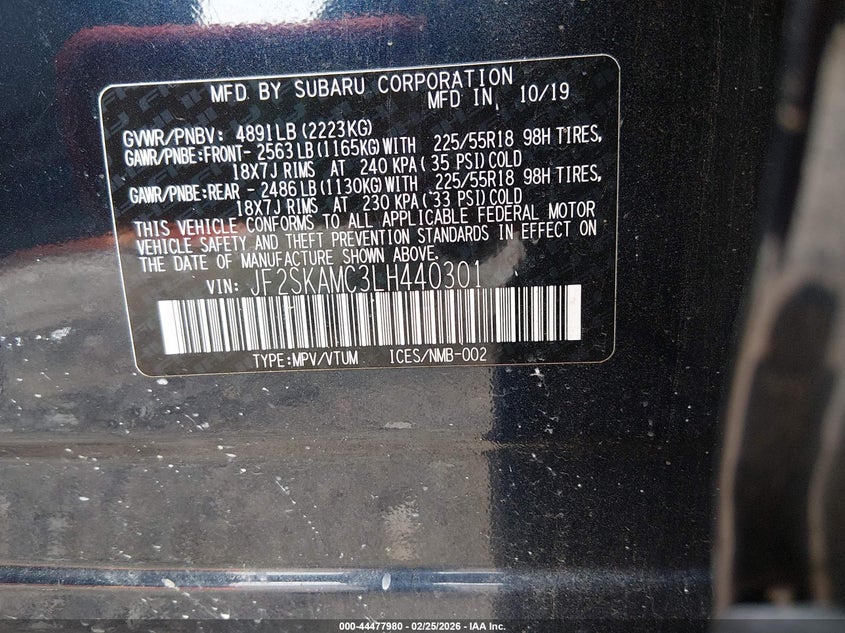 MFD BY SUBARU CORPORATION
MFD IN 10/19
GVWR/PNBV: 4891LB (2223KG)
GAWR/PNBE:FRONT- 2563LB (1165KG) WITH 225/55R18 98H TIRES,
18X7J RIMS AT 240 KPA (35 PSI) COLD
GAWR/PNBE:REAR - 2486LB (1130KG) WITH 225/55R18 98H TIRES,
18X7J RIMS AT 230 KPA (33 PSI) COLD
THIS VEHICLE CONFORMS TO ALL APPLICABLE FEDERAL MOTOR
VEHICLE SAFETY AND THEFT PREVENTION STANDARDS IN EFFECT ON
THE DATE OF MANUFACTURE SHOWN ABOVE.
VIN: JF2SKAMC3LH440301
TYPE:MPV/VTUM ICES/NMB-002
000-44477980 - 02/25/2026 - IAA Inc.